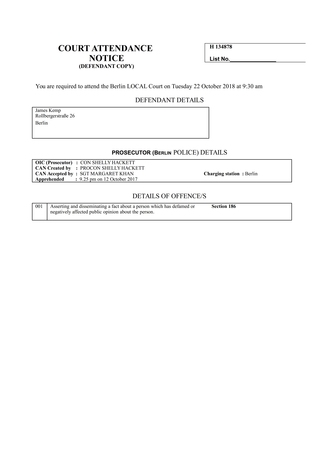 COURT ATTENDANCE
NOTICE
(DEFENDANT COPY)
H 134878
List No.
You are required to attend the Berlin LOCAL Court on Tuesday 22 October 2018 at 9:30 am
DEFENDANT DETAILS
James Kemp
Rollbergerstraße 26
Berlin
PROSECUTOR (BERLIN POLICE) DETAILS
OIC (Prosecutor) : CON SHELLY HACKETT
CAN Created by : PROCON SHELLY HACKETT
CAN Accepted by : SGT MARGARET KHAN Charging station : Berlin
Apprehended : 9.25 pm on 12 October 2017
DETAILS OF OFFENCE/S
001 Asserting and disseminating a fact about a person which has defamed or Section 186
negatively affected public opinion about the person.